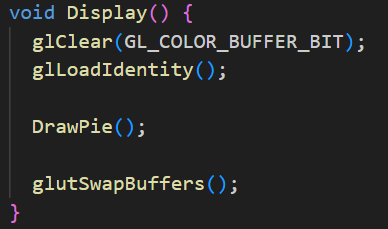 void Display() {
  glClear(GL_COLOR_BUFFER_BIT);
  glLoadIdentity();

  DrawPie();

  glutSwapBuffers();
}